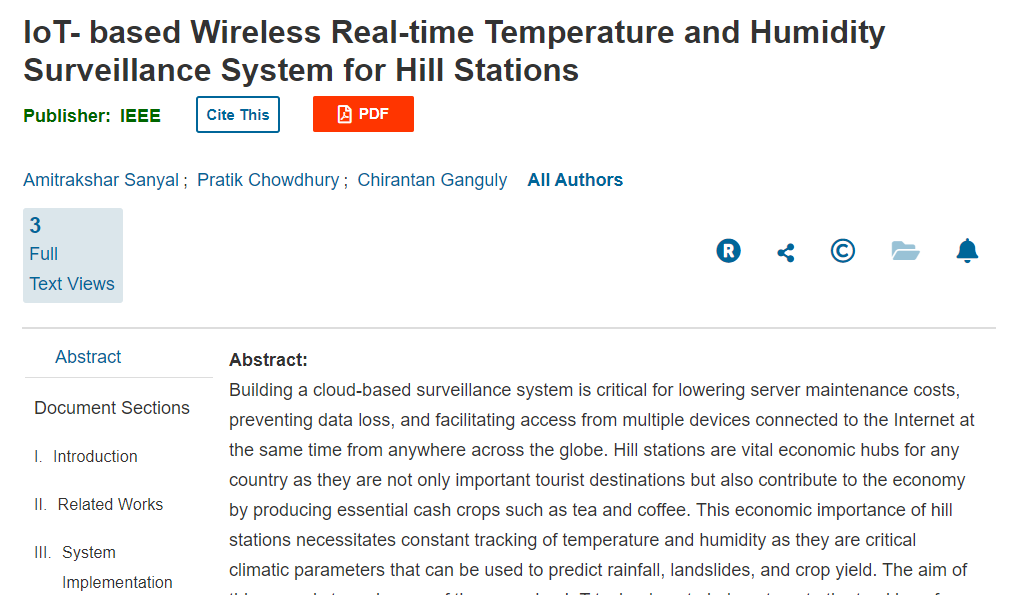 IoT- based Wireless Real-time Temperature and Humidity
Surveillance System for Hill Stations
Publisher: IEEE
Cite This
PDF
Amitrakshar Sanyal ; Pratik Chowdhury ; Chirantan Ganguly All Authors
3
Full
Text Views
R
©
Abstract
Document Sections
I. Introduction
II. Related Works
III. System
Implementation
Abstract:
Building a cloud-based surveillance system is critical for lowering server maintenance costs,
preventing data loss, and facilitating access from multiple devices connected to the Internet at
the same time from anywhere across the globe. Hill stations are vital economic hubs for any
country as they are not only important tourist destinations but also contribute to the economy
by producing essential cash crops such as tea and coffee. This economic importance of hill
stations necessitates constant tracking of temperature and humidity as they are critical
climatic parameters that can be used to predict rainfall, landslides, and crop yield. The aim of